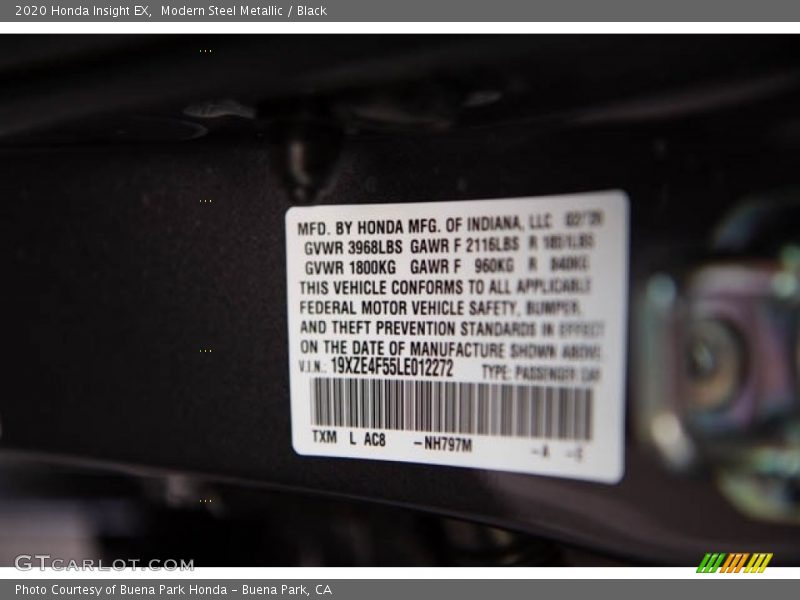 2020 Honda Insight EX,  Modern Steel Metallic / Black
MFD. BY HONDA MFG. OF INDIANA, LLC 02/20
GVWR 3968LBS GAWR F 2116LBS R
GVWR 1800KG GAWR F 960KG R 840KG
THIS VEHICLE CONFORMS TO ALL APPLICABLE
FEDERAL MOTOR VEHICLE SAFETY, BUMPER,
AND THEFT PREVENTION STANDARDS IN EFFECT
ON THE DATE OF MANUFACTURE SHOWN ABOVE.
V.I.N.: 19XZE4F55LE012272 TYPE: PASSENGER CAR
TXM L AC8 -NH797M -A -C
GTCARLOT.COM
Photo Courtesy of Buena Park Honda - Buena Park, CA